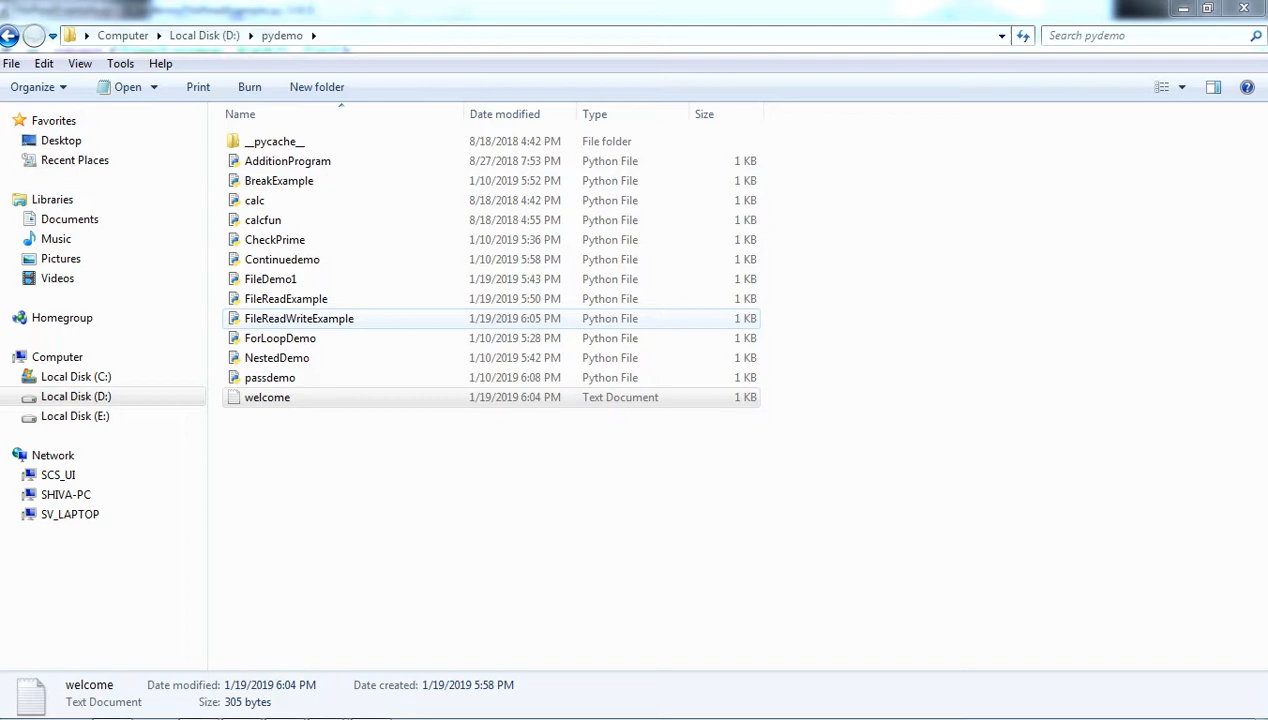 Computer Local Disk (D:) pydemo Search Pydemo
File Edit View Tools Help
Organize Open Print Burn New folder
Name Date modified Type Size
Favorites
Desktop
Recent Places
Libraries
Documents
Music
Pictures
Videos
Homegroup
Computer
Local Disk (C:)
Local Disk (D:)
Local Disk (E:)
Network
SCS_UI
SHIVA-PC
SV_LAPTOP
__pycache__ 8/18/2018 4:42 PM File folder
AdditionProgram 8/27/2018 7:53 PM Python File 1 KB
BreakExample 1/10/2019 5:52 PM Python File 1 KB
calc 8/18/2018 4:42 PM Python File 1 KB
calcfun 8/18/2018 4:55 PM Python File 1 KB
CheckPrime 1/10/2019 5:36 PM Python File 1 KB
Continuedemo 1/10/2019 5:58 PM Python File 1 KB
FileDemo1 1/19/2019 5:43 PM Python File 1 KB
FileReadExample 1/19/2019 5:50 PM Python File 1 KB
FileReadWriteExample 1/19/2019 6:05 PM Python File 1 KB
ForLoopDemo 1/10/2019 5:28 PM Python File 1 KB
NestedDemo 1/10/2019 5:42 PM Python File 1 KB
passdemo 1/10/2019 6:08 PM Python File 1 KB
welcome 1/19/2019 6:04 PM Text Document 1 KB
welcome Date modified: 1/19/2019 6:04 PM Date created: 1/19/2019 5:58 PM
Text Document Size: 305 bytes